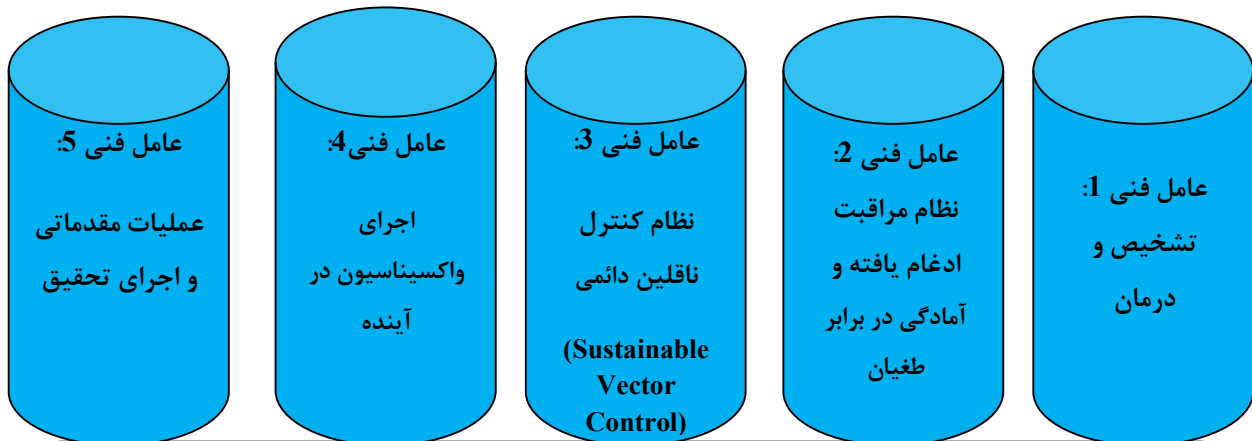 عامل فنی 1:
تشخیص و
درمان
عامل فنی 2:
نظام مراقبت
ادغام یافته و
آمادگی در برابر
طغیان
عامل فنی 3:
نظام کنترل
ناقلین دائمی
(Sustainable
Vector
Control)
عامل فنی4:
اجرای
واکسیناسیون در
آینده
عامل فنی 5:
عملیات مقدماتی
و اجرای تحقیق